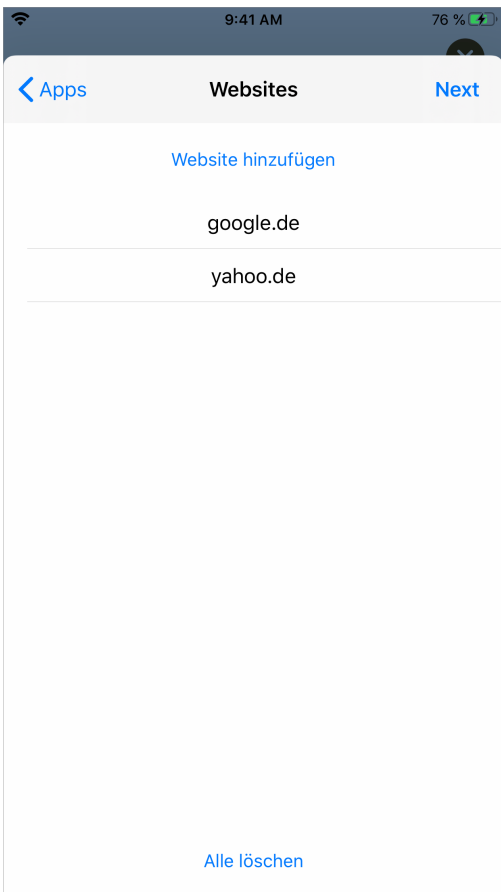 9:41 AM 76 %
Apps Websites Next
Website hinzufügen
google.de
yahoo.de
Alle löschen